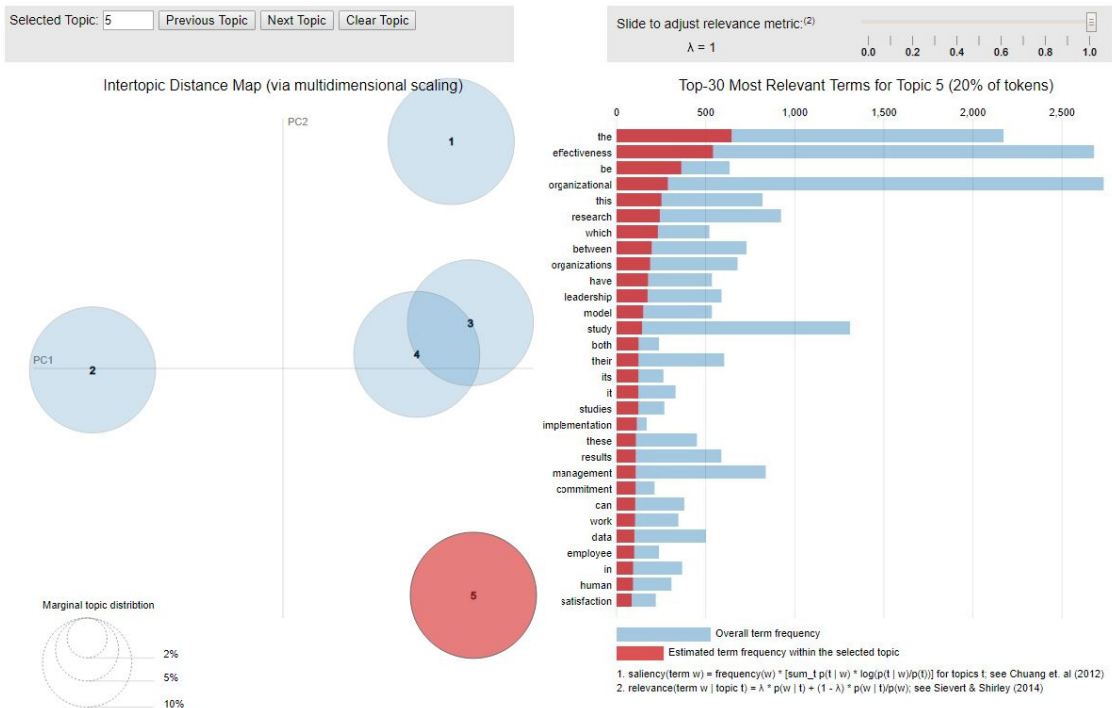 Selected Topic: 5 Previous Topic Next Topic Clear Topic
Slide to adjust relevance metric:(2)
λ = 1
0.0 0.2 0.4 0.6 0.8 1.0
Intertopic Distance Map (via multidimensional scaling)
PC2
PC1
1
2
3
4
5
Marginal topic distribtion
2%
5%
10%
Top-30 Most Relevant Terms for Topic 5 (20% of tokens)
0 500 1,000 1,500 2,000 2,500
the
effectiveness
be
organizational
this
research
which
between
organizations
have
leadership
model
study
both
their
its
it
studies
implementation
these
results
management
commitment
can
work
data
employee
in
human
satisfaction
Overall term frequency
Estimated term frequency within the selected topic
1. saliency(term w) = frequency(w) * [sum_t p(t | w) * log(p(t | w)/p(t))] for topics t; see Chuang et. al (2012)
2. relevance(term w | topic t) = λ * p(w | t) + (1 - λ) * p(w | t)/p(w); see Sievert & Shirley (2014)